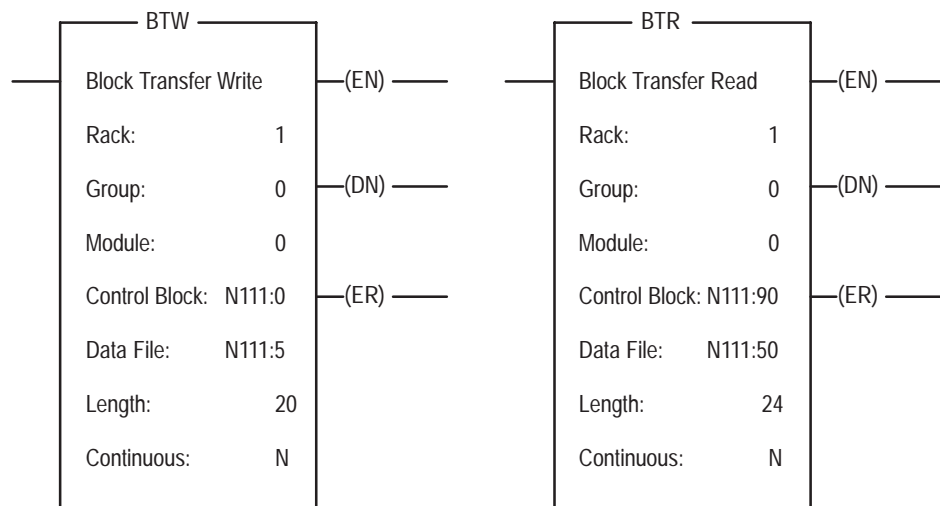 BTW
Block Transfer Write
(EN)
Rack: 1
Group: 0
(DN)
Module: 0
Control Block: N111:0
(ER)
Data File: N111:5
Length: 20
Continuous: N
BTR
Block Transfer Read
(EN)
Rack: 1
Group: 0
(DN)
Module: 0
Control Block: N111:90
(ER)
Data File: N111:50
Length: 24
Continuous: N